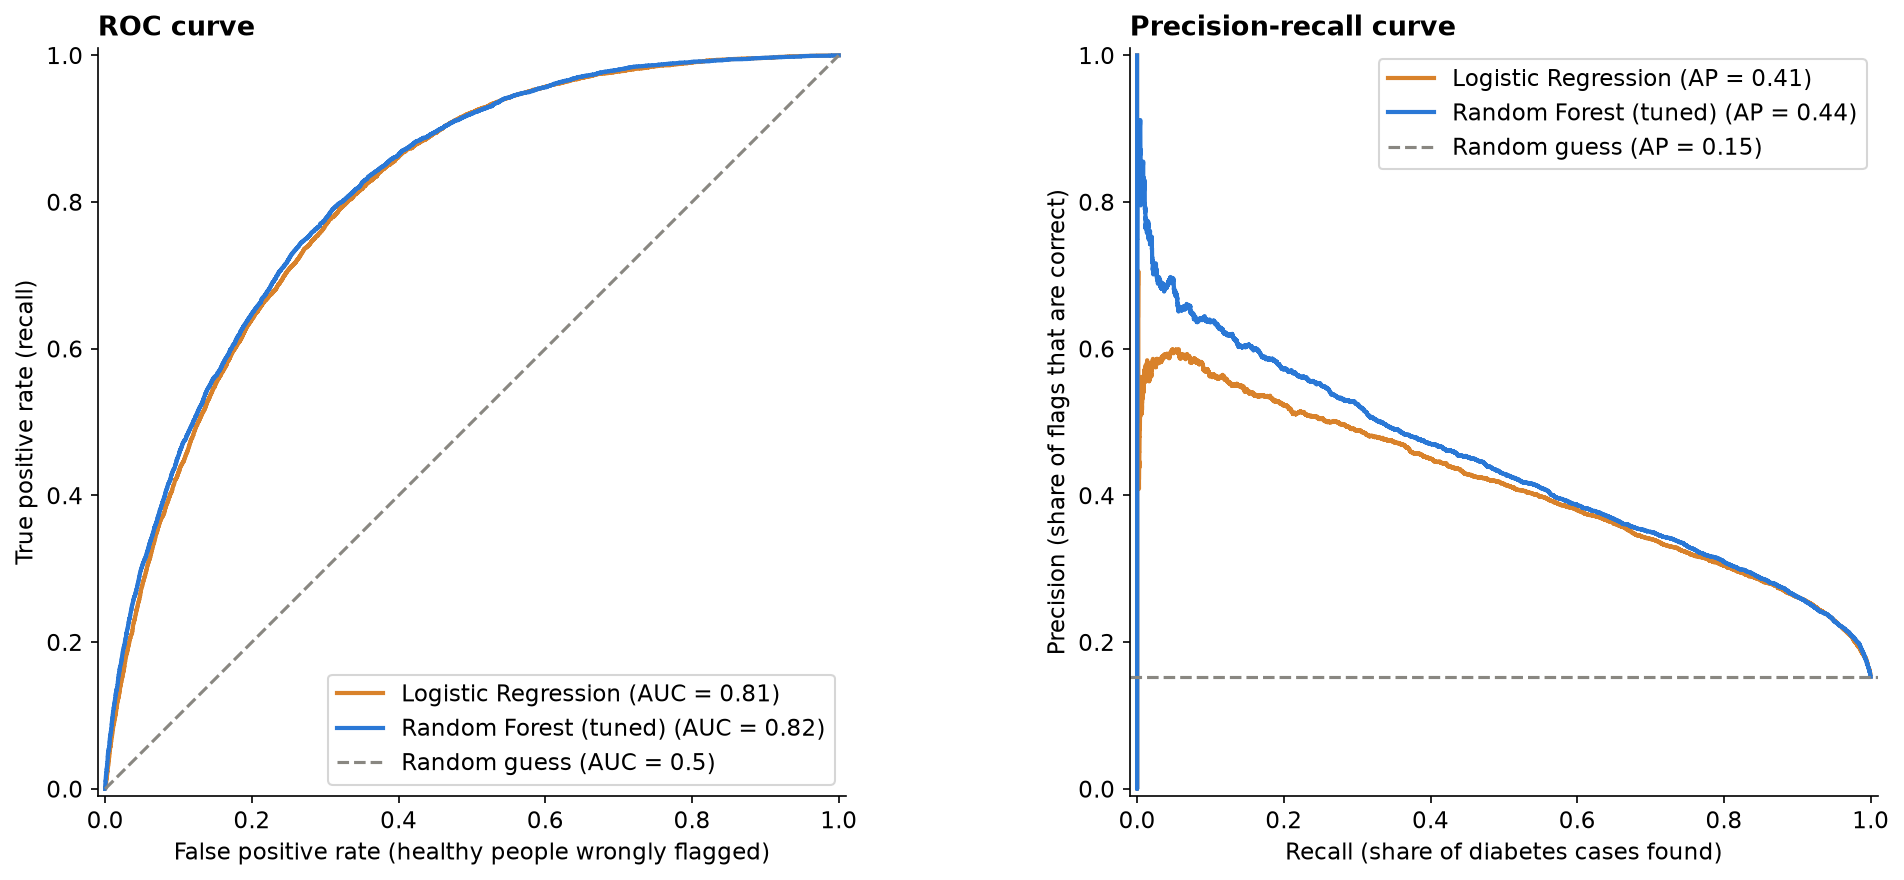 ROC curve
1.0
0.8
0.6
0.4
0.2
0.0
True positive rate (recall)
Logistic Regression (AUC = 0.81)
Random Forest (tuned) (AUC = 0.82)
Random guess (AUC = 0.5)
0.0 0.2 0.4 0.6 0.8 1.0
False positive rate (healthy people wrongly flagged)
Precision-recall curve
1.0
0.8
0.6
0.4
0.2
0.0
Precision (share of flags that are correct)
Logistic Regression (AP = 0.41)
Random Forest (tuned) (AP = 0.44)
Random guess (AP = 0.15)
0.0 0.2 0.4 0.6 0.8 1.0
Recall (share of diabetes cases found)